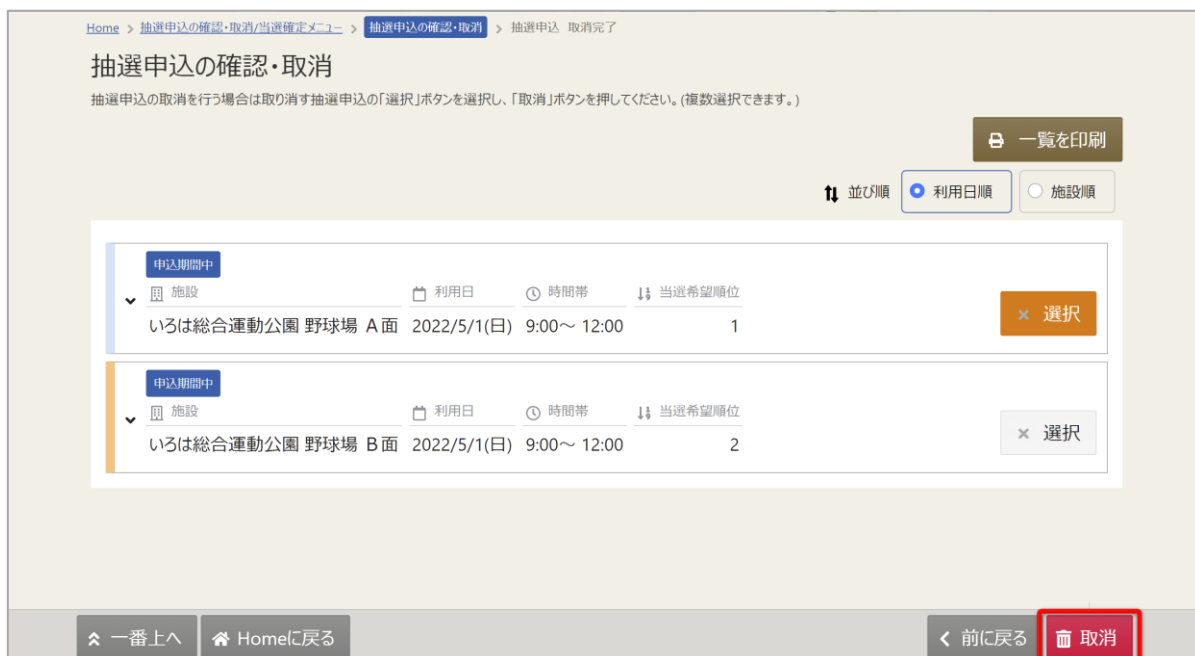 Home > 抽選申込の確認・取消/当選確定メニュー > 抽選申込の確認・取消 > 抽選申込 取消完了
抽選申込の確認・取消
抽選申込の取消を行う場合は取り消す抽選申込の「選択」ボタンを選択し、「取消」ボタンを押してください。(複数選択できます。)
一覧を印刷
並び順 利用日順 施設順
申込期間中
施設 利用日 時間帯 当選希望順位
いろは総合運動公園 野球場 A面 2022/5/1(日) 9:00～ 12:00 1
× 選択
申込期間中
施設 利用日 時間帯 当選希望順位
いろは総合運動公園 野球場 B面 2022/5/1(日) 9:00～ 12:00 2
× 選択
一番上へ Homeに戻る 前に戻る 取消